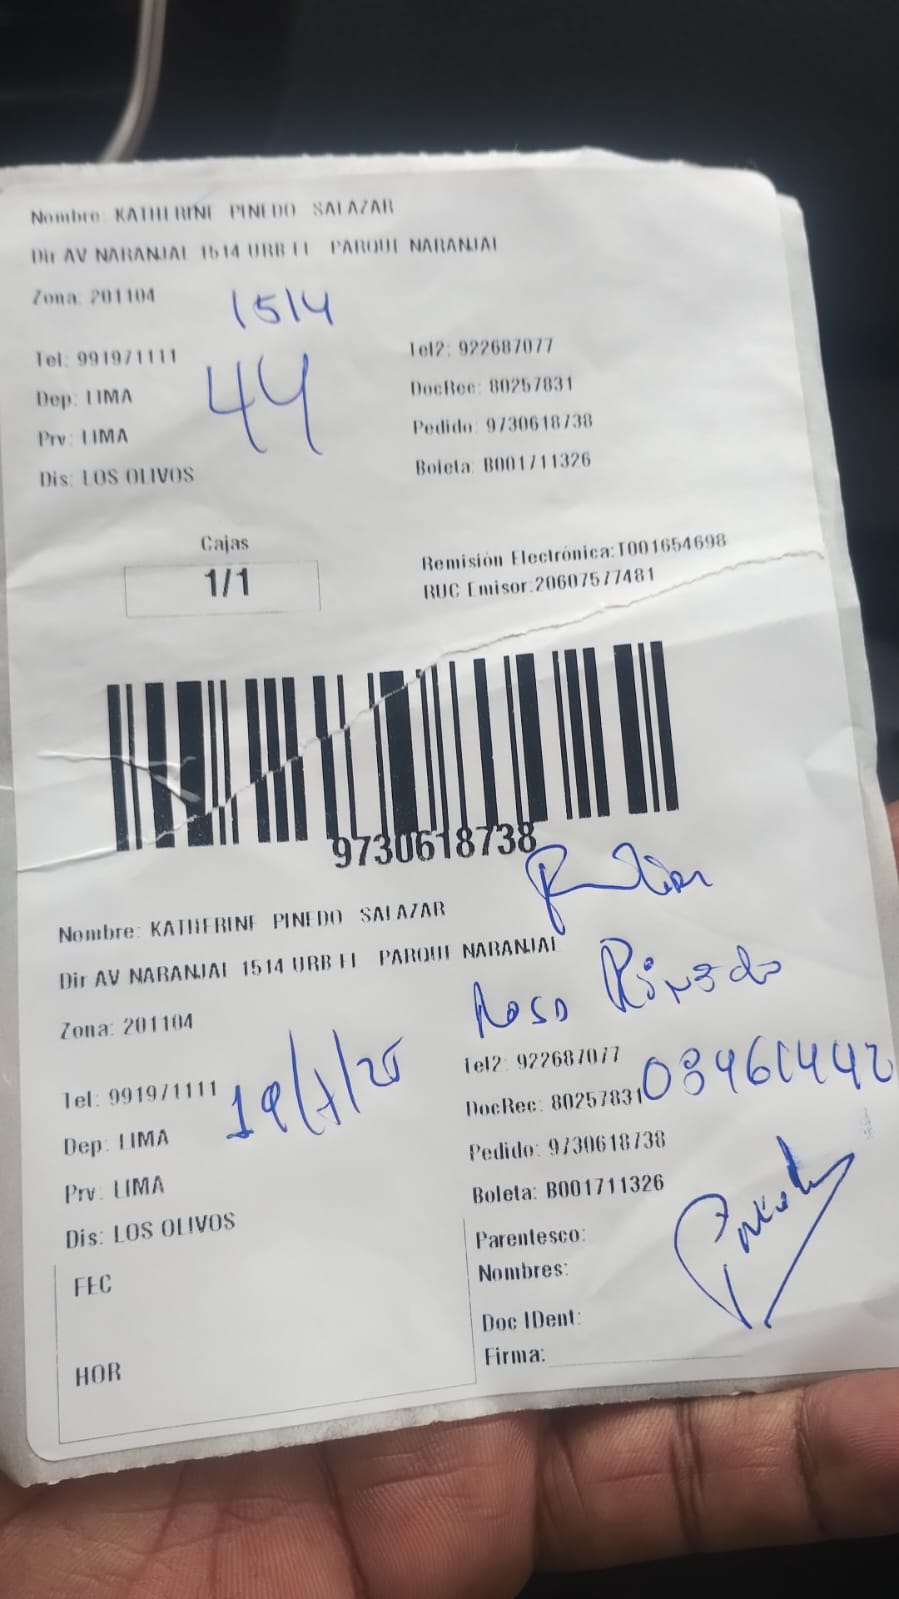 Nombre: KATHERINE PINEDO SALAZAR
Dir AV NARANJAL 1514 URB EL PARQUE NARANJAL
Zona: 201104
1514
Tel: 991971111 Tel2: 922687077
44
Dep: LIMA DocRec: 80257831
Prv: LIMA Pedido: 9730618738
Dis: LOS OLIVOS Boleta: B001711326
Cajas
1/1
Remisión Electrónica:T001654698
RUC Emisor:20607577481
9730618738
Nombre: KATHERINE PINEDO SALAZAR
Dir AV NARANJAL 1514 URB EL PARQUE NARANJAL
Rosa Pinedo
Zona: 201104
Tel2: 922687077
Tel: 991971111
DocRec: 80257831
Dep: LIMA
Pedido: 9730618738
Prv: LIMA
Boleta: B001711326
Dis: LOS OLIVOS
Parentesco:
Nombres:
FEC
Doc IDent:
Firma:
HOR